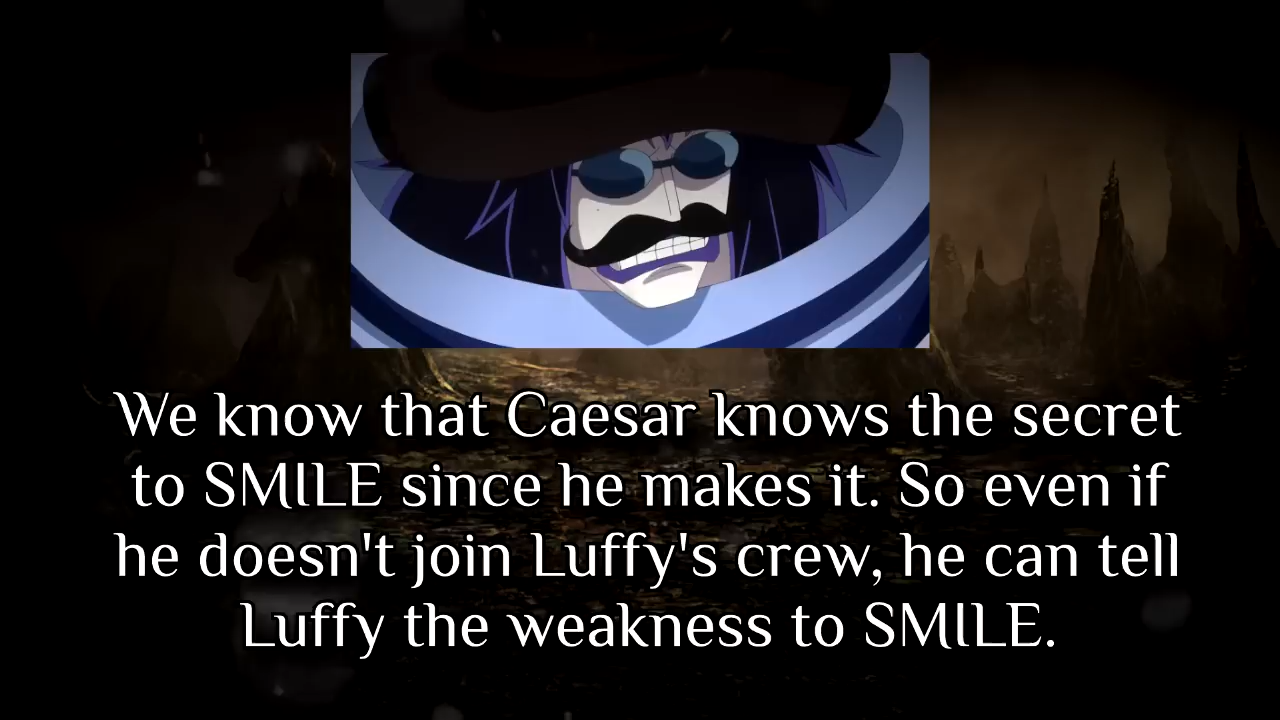 We know that Caesar knows the secret
to SMILE since he makes it. So even if
he doesn't join Luffy's crew, he can tell
Luffy the weakness to SMILE.